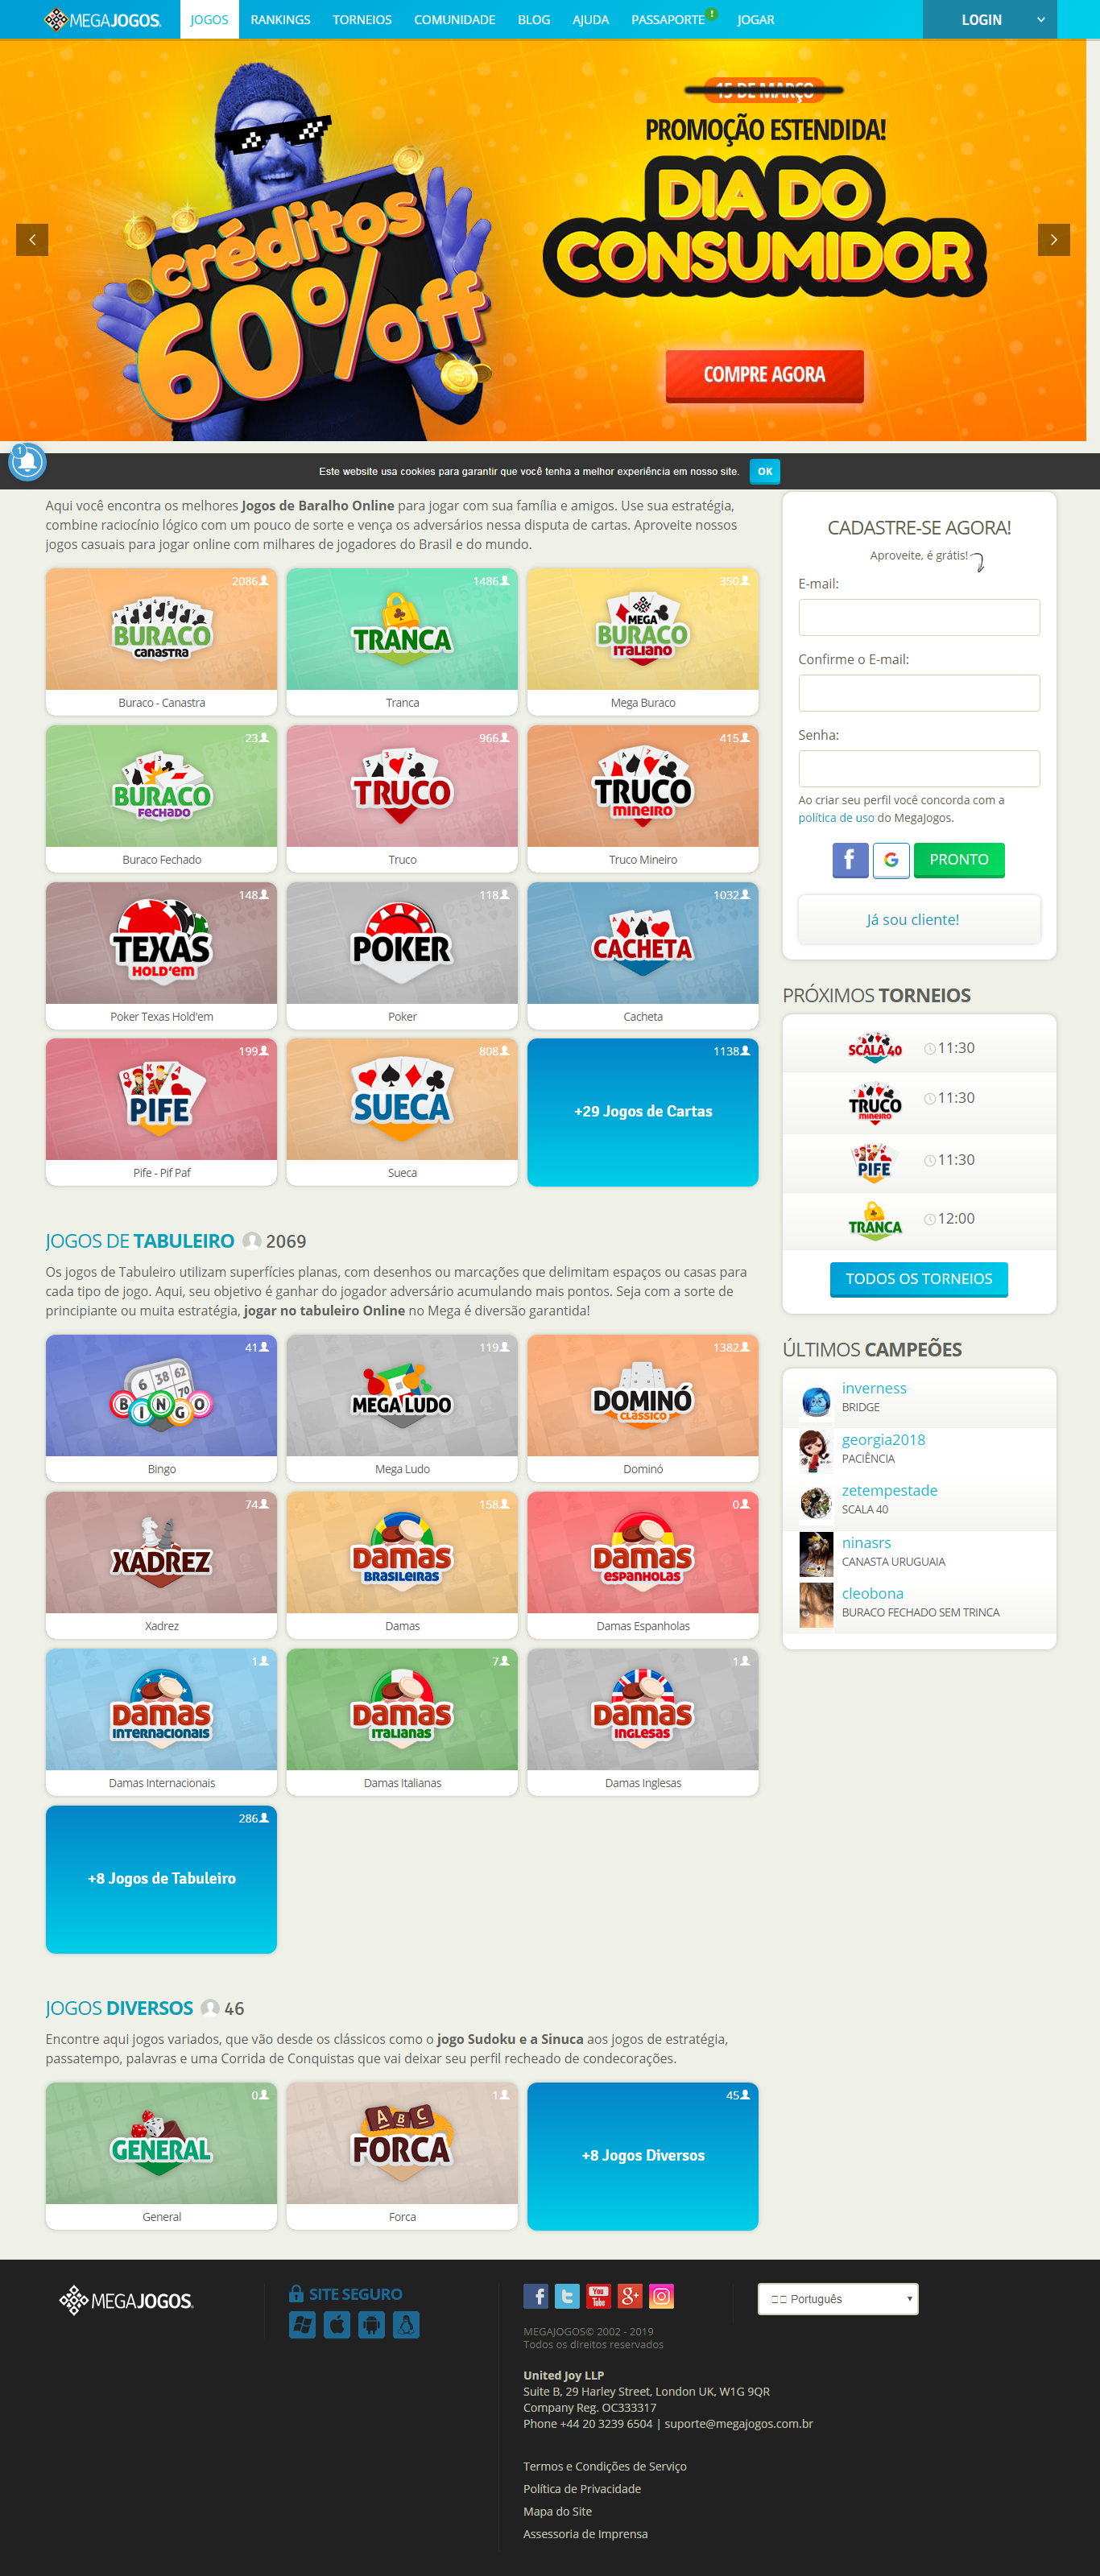 MEGAJOGOS
JOGOS
RANKINGS
TORNEIOS
COMUNIDADE
BLOG
AJUDA
PASSAPORTE
!
JOGAR
LOGIN
15 DE MARÇO
PROMOÇÃO ESTENDIDA!
DIA DO
CONSUMIDOR
créditos
60%off
COMPRE AGORA
1
Este website usa cookies para garantir que você tenha a melhor experiência em nosso site.
OK
Aqui você encontra os melhores Jogos de Baralho Online para jogar com sua família e amigos. Use sua estratégia,
combine raciocínio lógico com um pouco de sorte e vença os adversários nessa disputa de cartas. Aproveite nossos
jogos casuais para jogar online com milhares de jogadores do Brasil e do mundo.
2086
BURACO
CANASTRA
Buraco - Canastra
1486
TRANCA
Tranca
350
MEGA
BURACO
ITALIANO
Mega Buraco
23
BURACO
FECHADO
Buraco Fechado
966
TRUCO
Truco
415
TRUCO
mineiro
Truco Mineiro
148
TEXAS
HOLD'EM
Poker Texas Hold'em
118
POKER
Poker
1032
CACHETA
Cacheta
199
PIFE
Pife - Pif Paf
808
SUECA
Sueca
1138
+29 Jogos de Cartas
JOGOS DE TABULEIRO 2069
Os jogos de Tabuleiro utilizam superfícies planas, com desenhos ou marcações que delimitam espaços ou casas para
cada tipo de jogo. Aqui, seu objetivo é ganhar do jogador adversário acumulando mais pontos. Seja com a sorte de
principiante ou muita estratégia, jogar no tabuleiro Online no Mega é diversão garantida!
41
6 38 62
70
BINGO
Bingo
119
MEGA LUDO
Mega Ludo
1382
DOMINÓ
CLÁSSICO
Dominó
74
XADREZ
Xadrez
158
Damas
BRASILEIRAS
Damas
0
Damas
ESPANHOLAS
Damas Espanholas
1
Damas
INTERNACIONAIS
Damas Internacionais
7
Damas
ITALIANAS
Damas Italianas
1
Damas
INGLESAS
Damas Inglesas
286
+8 Jogos de Tabuleiro
JOGOS DIVERSOS 46
Encontre aqui jogos variados, que vão desde os clássicos como o jogo Sudoku e a Sinuca aos jogos de estratégia,
passatempo, palavras e uma Corrida de Conquistas que vai deixar seu perfil recheado de condecorações.
0
GENERAL
General
1
ABC
FORCA
Forca
45
+8 Jogos Diversos
CADASTRE-SE AGORA!
Aproveite, é grátis!
E-mail:
Confirme o E-mail:
Senha:
Ao criar seu perfil você concorda com a
política de uso do MegaJogos.
f
G
PRONTO
Já sou cliente!
PRÓXIMOS TORNEIOS
SCALA 40
11:30
TRUCO
mineiro
11:30
PIFE
11:30
TRANCA
12:00
TODOS OS TORNEIOS
ÚLTIMOS CAMPEÕES
inverness
BRIDGE
georgia2018
PACIÊNCIA
zetempestade
SCALA 40
ninasrs
CANASTA URUGUAIA
cleobona
BURACO FECHADO SEM TRINCA
MEGAJOGOS
SITE SEGURO
f
You
Tube
g+
Português
MEGAJOGOS© 2002 - 2019
Todos os direitos reservados
United Joy LLP
Suite B, 29 Harley Street, London UK, W1G 9QR
Company Reg. OC333317
Phone +44 20 3239 6504 | suporte@megajogos.com.br
Termos e Condições de Serviço
Política de Privacidade
Mapa do Site
Assessoria de Imprensa